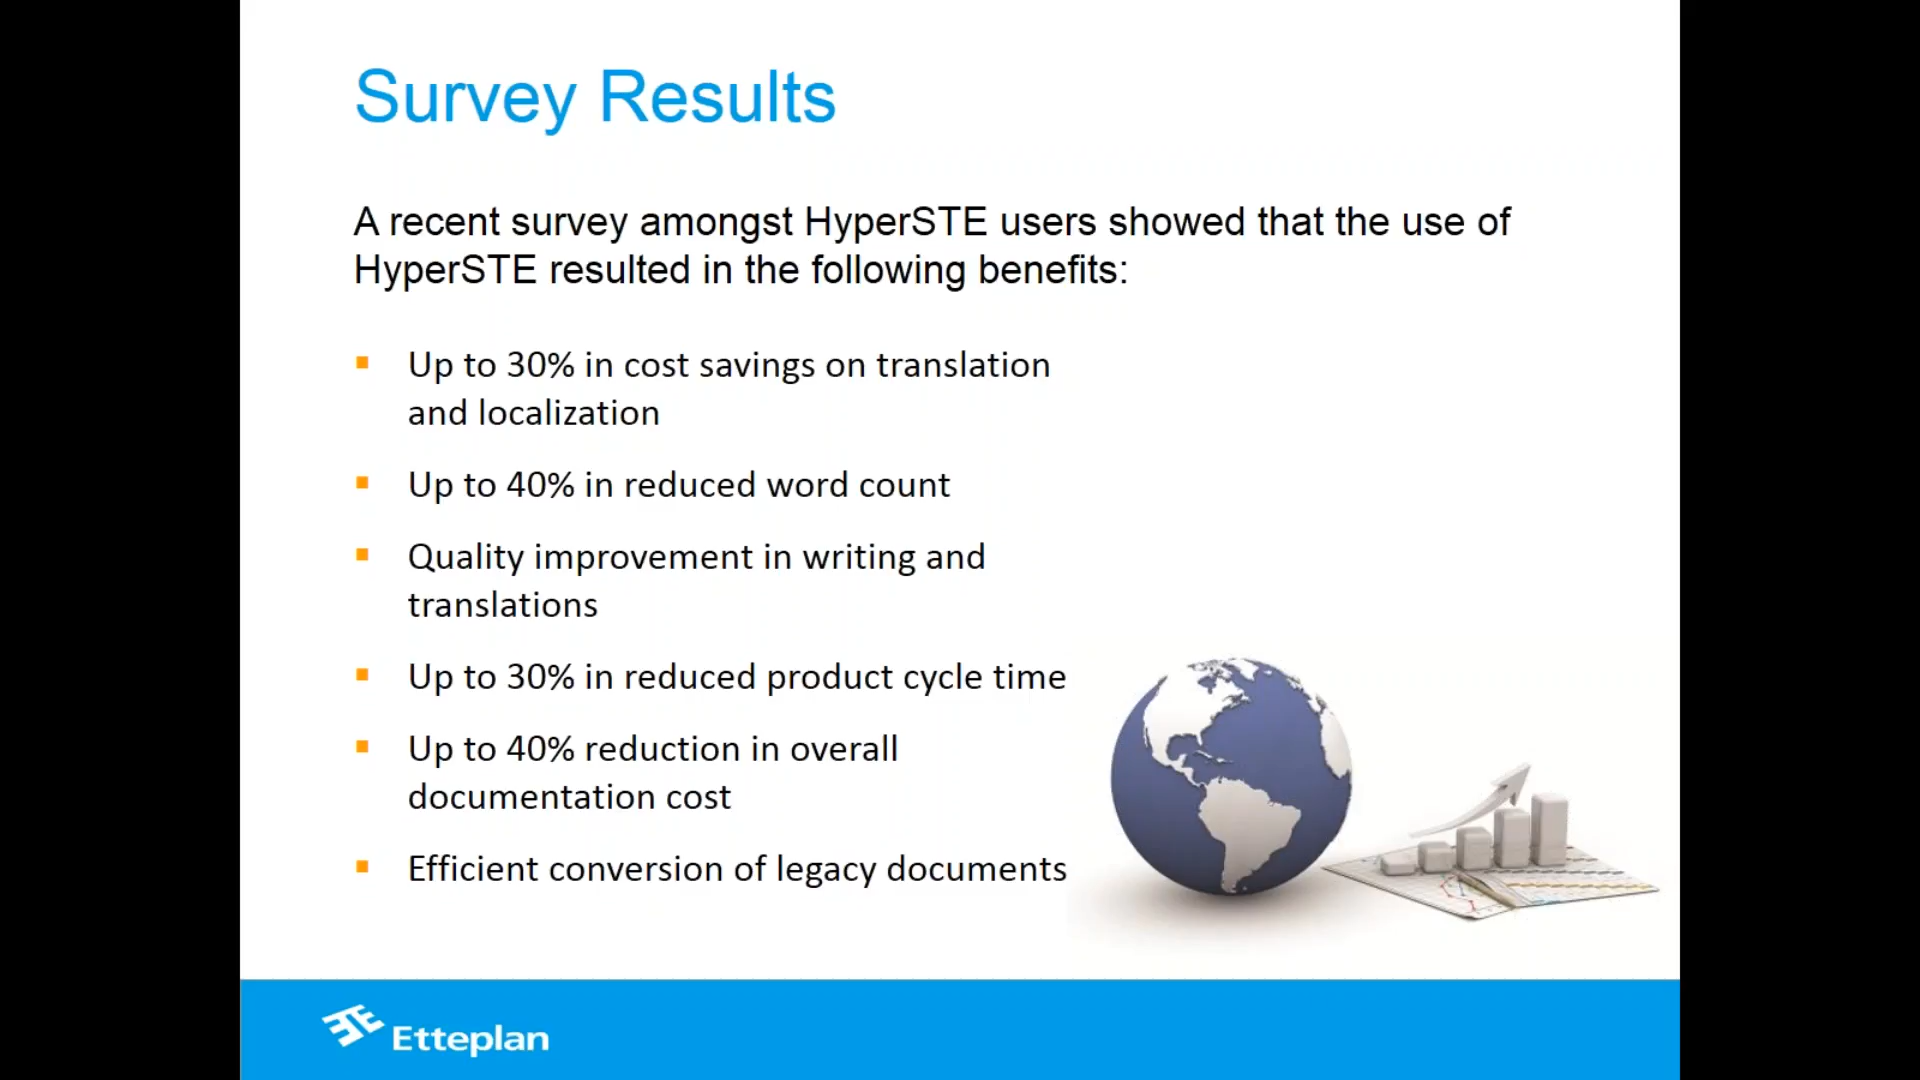 Survey Results
A recent survey amongst HyperSTE users showed that the use of
HyperSTE resulted in the following benefits:
Up to 30% in cost savings on translation
and localization
Up to 40% in reduced word count
Quality improvement in writing and
translations
Up to 30% in reduced product cycle time
Up to 40% reduction in overall
documentation cost
Efficient conversion of legacy documents
Etteplan